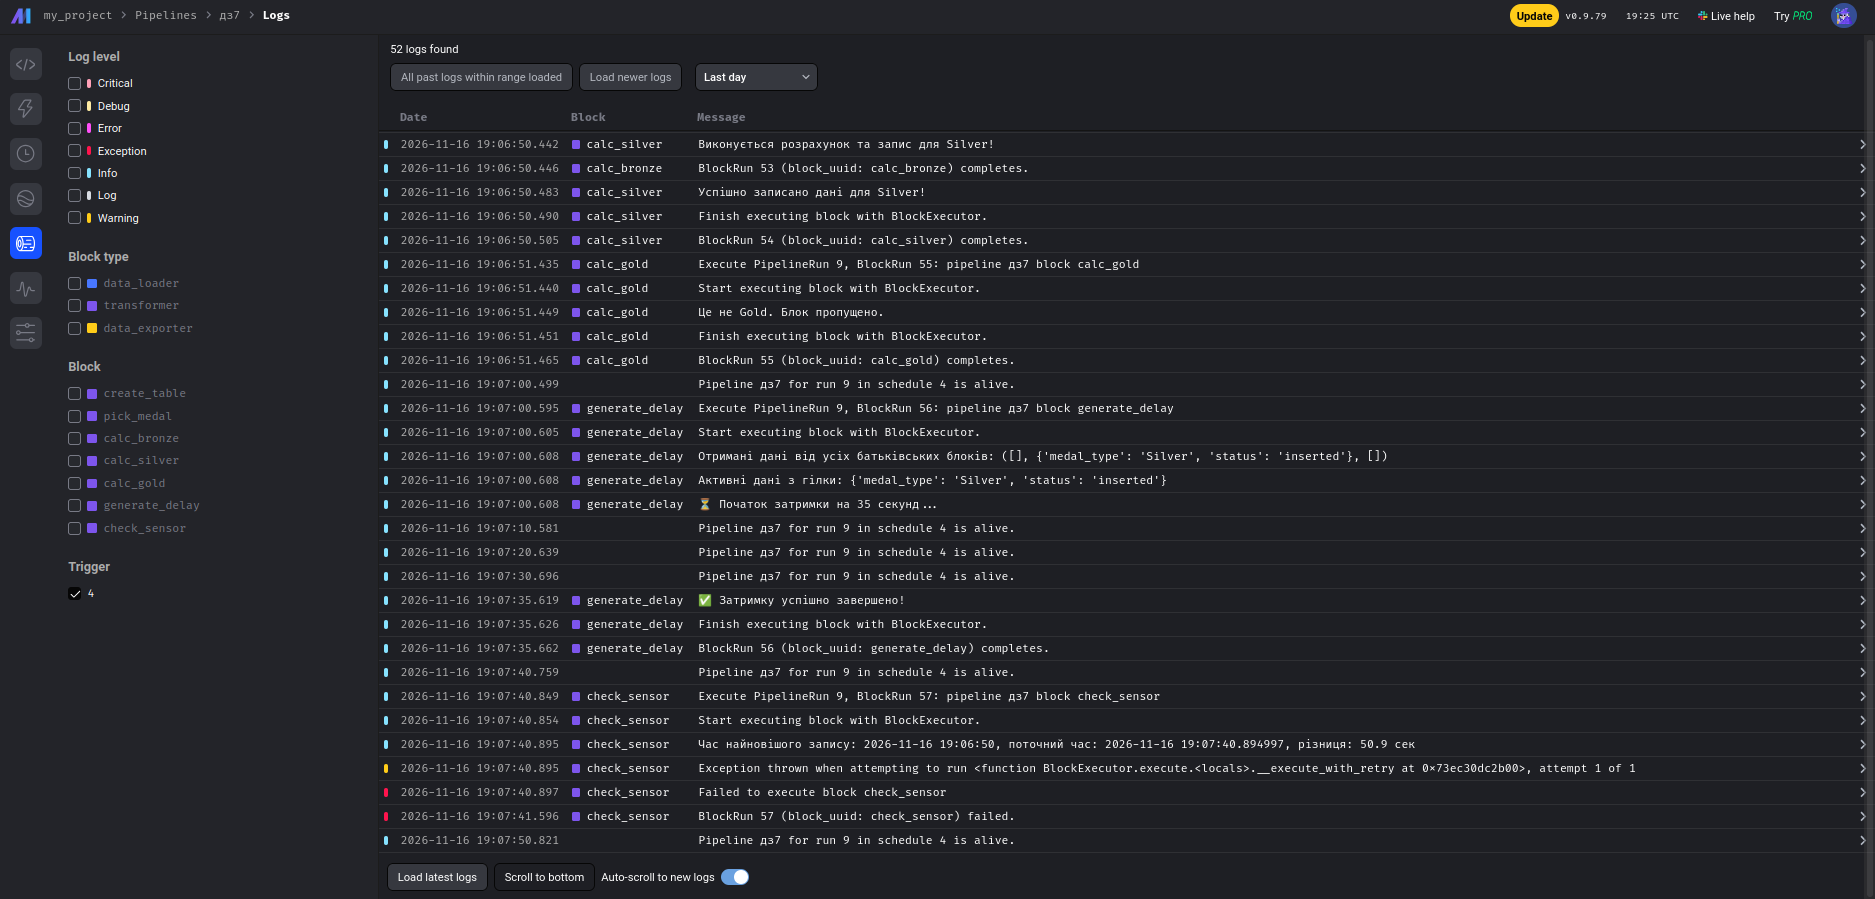 my_project > Pipelines > дз7 > Logs
Update v0.9.79 19:25 UTC Live help Try PRO
Log level
Critical
Debug
Error
Exception
Info
Log
Warning
Block type
data_loader
transformer
data_exporter
Block
create_table
pick_medal
calc_bronze
calc_silver
calc_gold
generate_delay
check_sensor
Trigger
4
52 logs found
All past logs within range loaded Load newer logs Last day
Date Block Message
2026-11-16 19:06:50.442 calc_silver Виконується розрахунок та запис для Silver!
2026-11-16 19:06:50.446 calc_bronze BlockRun 53 (block_uuid: calc_bronze) completes.
2026-11-16 19:06:50.483 calc_silver Успішно записано дані для Silver!
2026-11-16 19:06:50.490 calc_silver Finish executing block with BlockExecutor.
2026-11-16 19:06:50.505 calc_silver BlockRun 54 (block_uuid: calc_silver) completes.
2026-11-16 19:06:51.435 calc_gold Execute PipelineRun 9, BlockRun 55: pipeline дз7 block calc_gold
2026-11-16 19:06:51.440 calc_gold Start executing block with BlockExecutor.
2026-11-16 19:06:51.449 calc_gold Це не Gold. Блок пропущено.
2026-11-16 19:06:51.451 calc_gold Finish executing block with BlockExecutor.
2026-11-16 19:06:51.465 calc_gold BlockRun 55 (block_uuid: calc_gold) completes.
2026-11-16 19:07:00.499 Pipeline дз7 for run 9 in schedule 4 is alive.
2026-11-16 19:07:00.595 generate_delay Execute PipelineRun 9, BlockRun 56: pipeline дз7 block generate_delay
2026-11-16 19:07:00.605 generate_delay Start executing block with BlockExecutor.
2026-11-16 19:07:00.608 generate_delay Отримані дані від усіх батьківських блоків: ([], {'medal_type': 'Silver', 'status': 'inserted'}, [])
2026-11-16 19:07:00.608 generate_delay Активні дані з гілки: {'medal_type': 'Silver', 'status': 'inserted'}
2026-11-16 19:07:00.608 generate_delay ⏳ Початок затримки на 35 секунд...
2026-11-16 19:07:10.581 Pipeline дз7 for run 9 in schedule 4 is alive.
2026-11-16 19:07:20.639 Pipeline дз7 for run 9 in schedule 4 is alive.
2026-11-16 19:07:30.696 Pipeline дз7 for run 9 in schedule 4 is alive.
2026-11-16 19:07:35.619 generate_delay ✅ Затримку успішно завершено!
2026-11-16 19:07:35.626 generate_delay Finish executing block with BlockExecutor.
2026-11-16 19:07:35.662 generate_delay BlockRun 56 (block_uuid: generate_delay) completes.
2026-11-16 19:07:40.759 Pipeline дз7 for run 9 in schedule 4 is alive.
2026-11-16 19:07:40.849 check_sensor Execute PipelineRun 9, BlockRun 57: pipeline дз7 block check_sensor
2026-11-16 19:07:40.854 check_sensor Start executing block with BlockExecutor.
2026-11-16 19:07:40.895 check_sensor Час найновішого запису: 2026-11-16 19:06:50, поточний час: 2026-11-16 19:07:40.894997, різниця: 50.9 сек
2026-11-16 19:07:40.895 check_sensor Exception thrown when attempting to run <function BlockExecutor.execute.<locals>.__execute_with_retry at 0x73ec30dc2b00>, attempt 1 of 1
2026-11-16 19:07:40.897 check_sensor Failed to execute block check_sensor
2026-11-16 19:07:41.596 check_sensor BlockRun 57 (block_uuid: check_sensor) failed.
2026-11-16 19:07:50.821 Pipeline дз7 for run 9 in schedule 4 is alive.
Load latest logs Scroll to bottom Auto-scroll to new logs